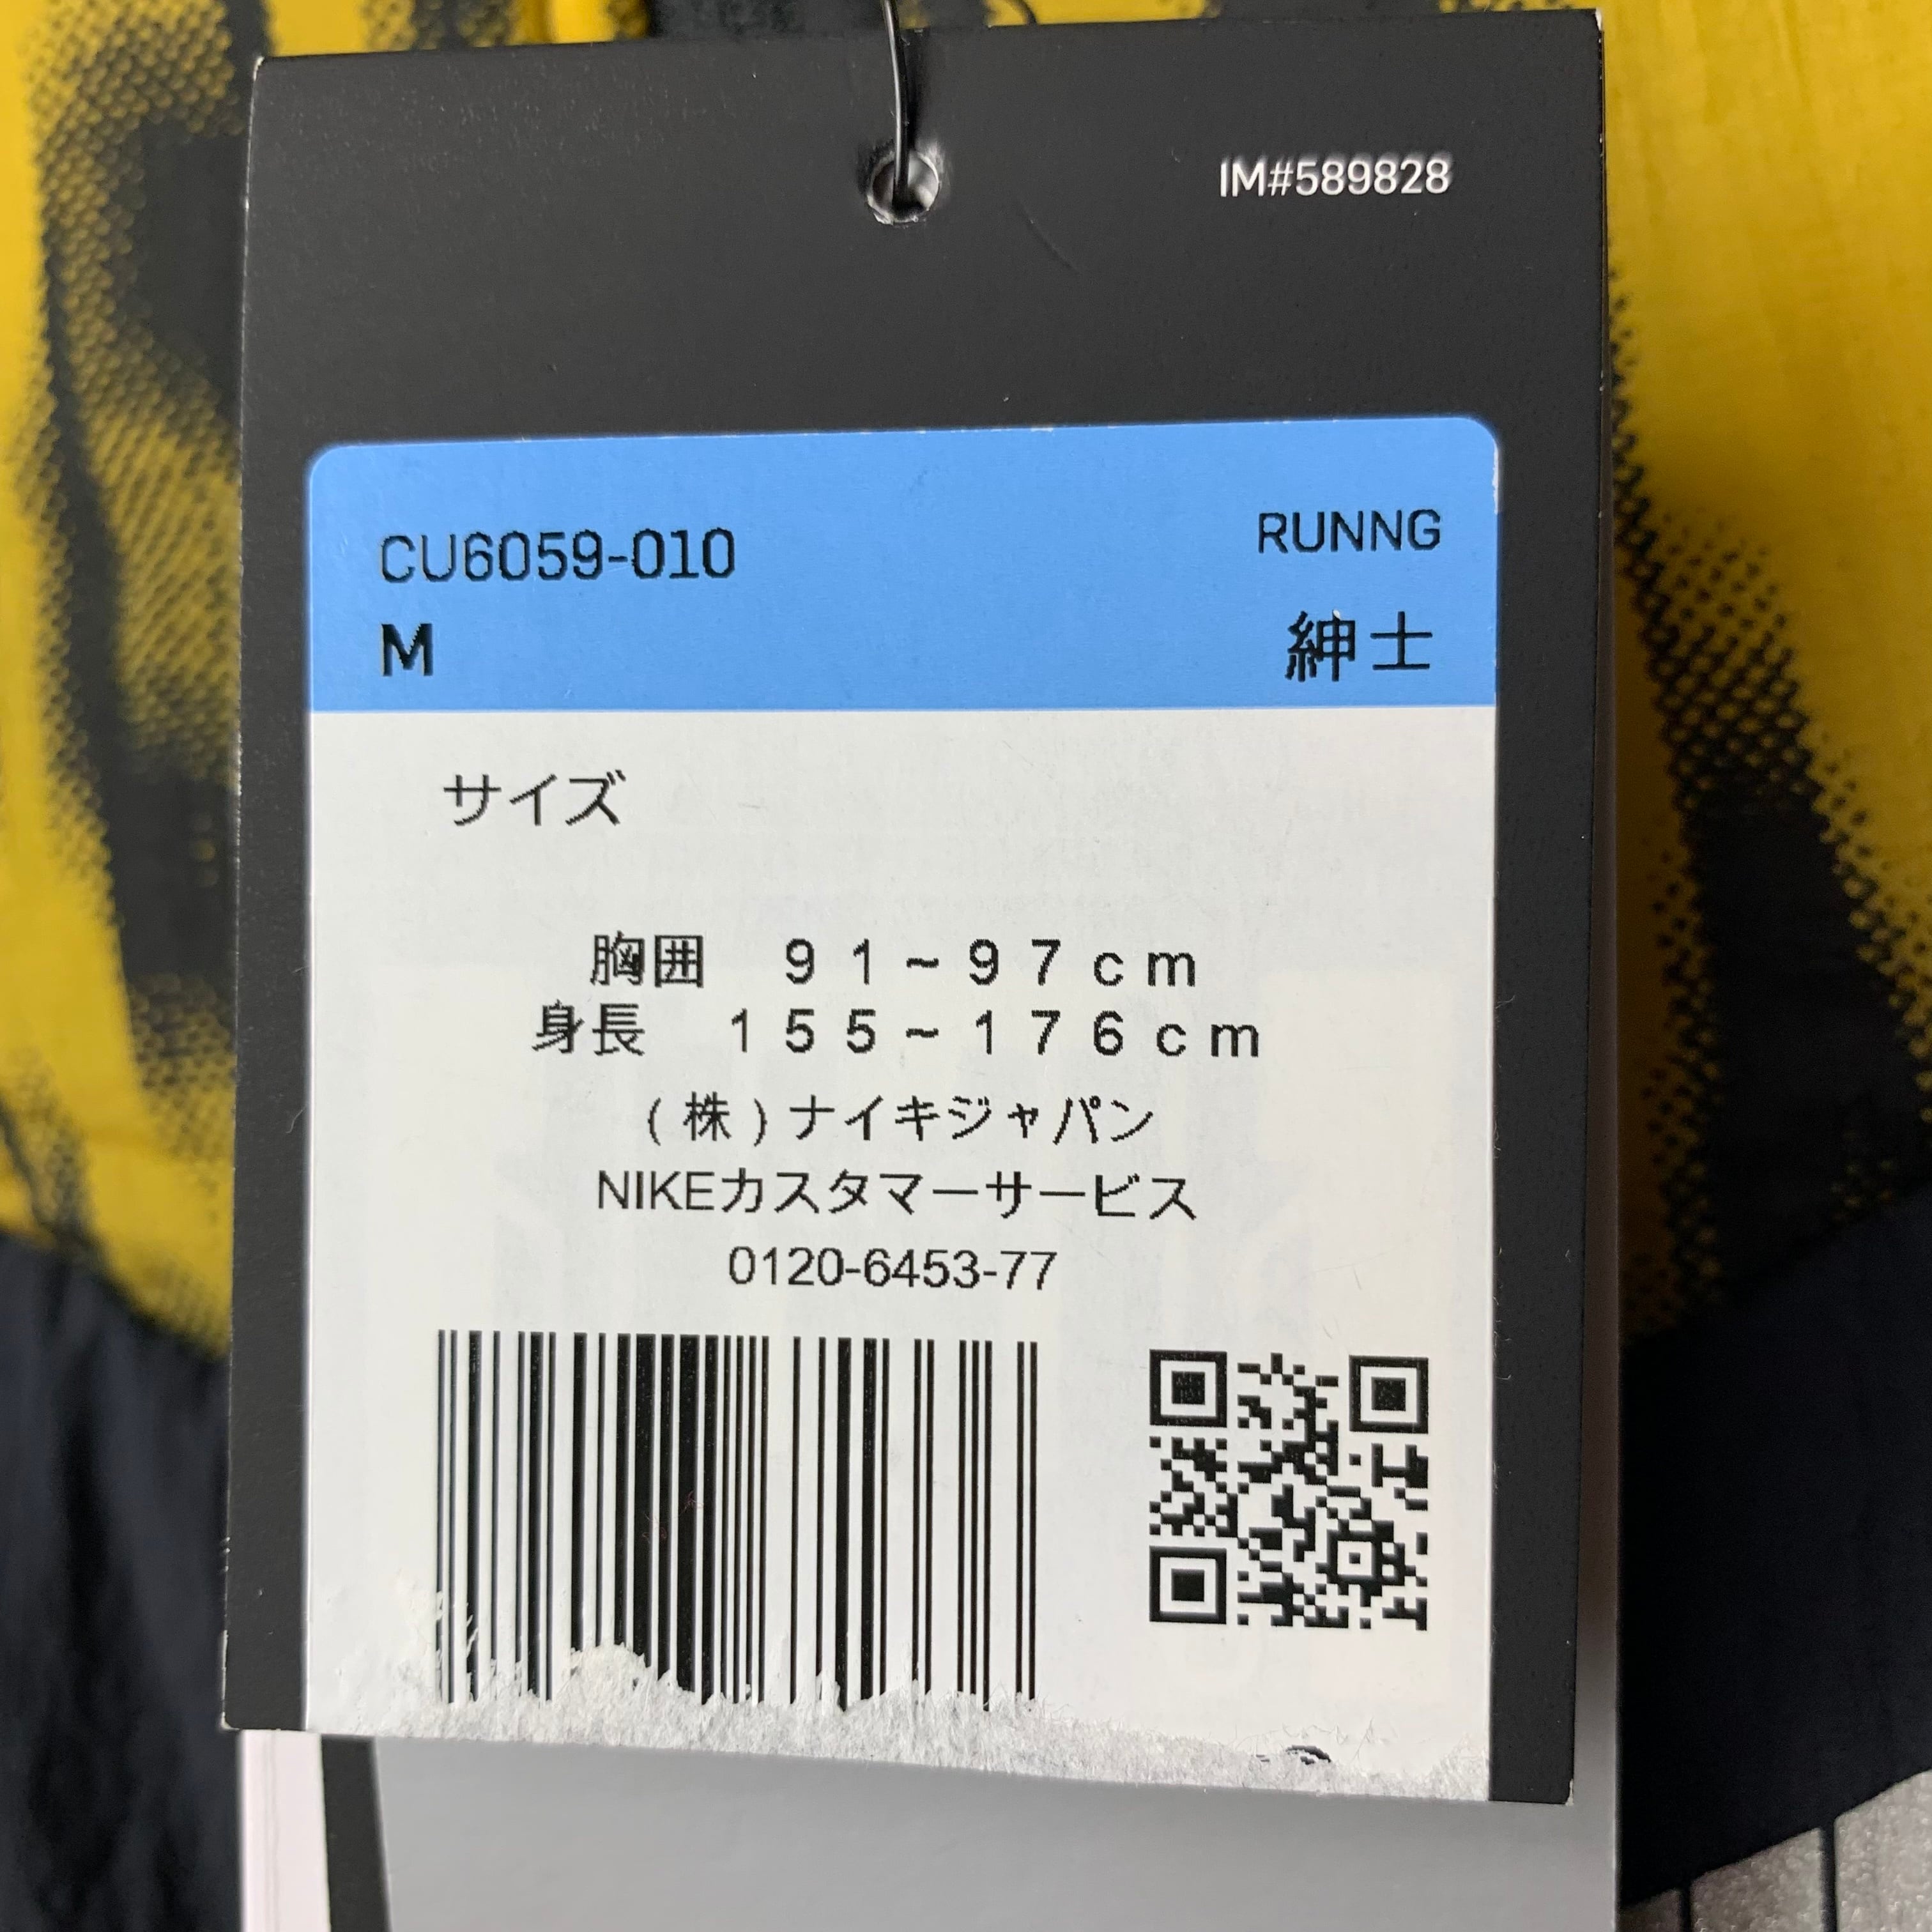 IM#589828
CU6059-010
RUNNG
M
紳士
サイズ
胸囲 91~97cm
身長 155~176cm
(株)ナイキジャパン
NIKEカスタマーサービス
0120-6453-77